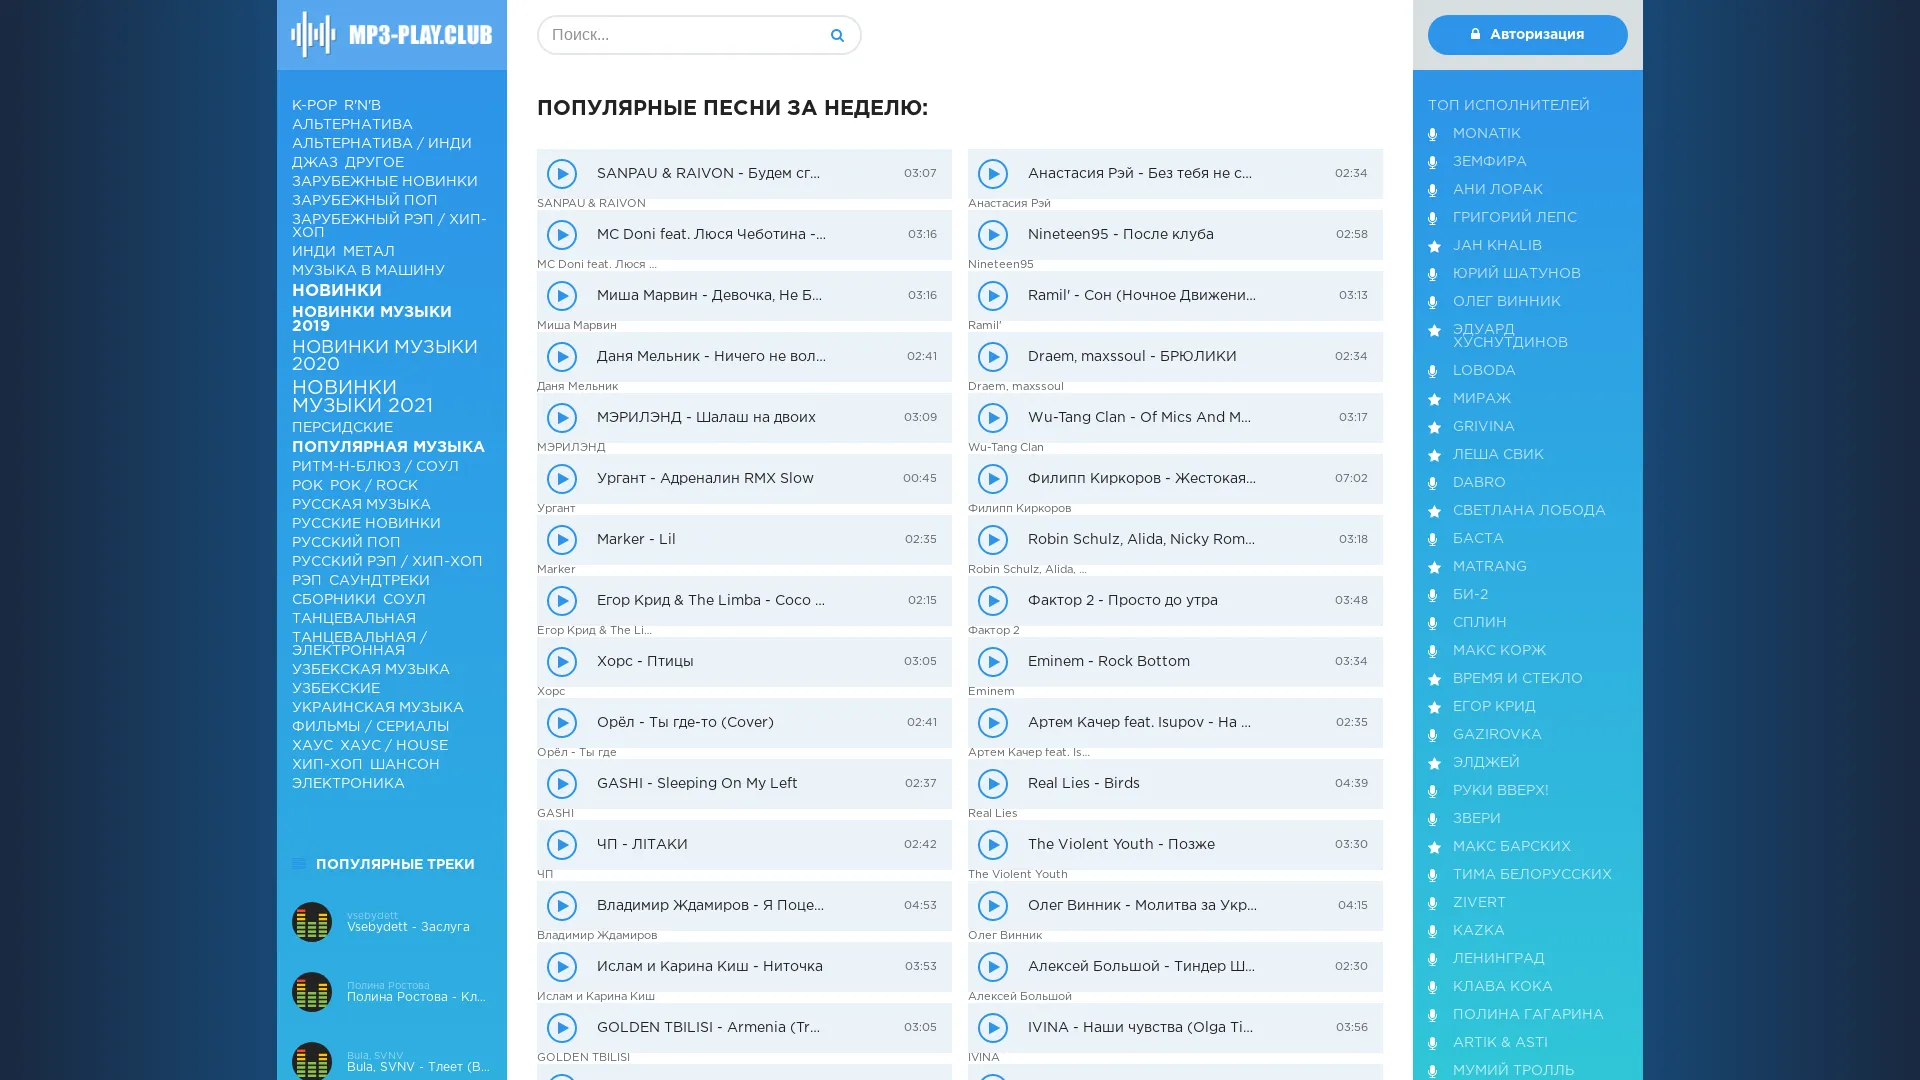 MP3-PLAY.CLUB
Поиск...
Авторизация
K-POP R'N'B
АЛЬТЕРНАТИВА
АЛЬТЕРНАТИВА / ИНДИ
ДЖАЗ ДРУГОЕ
ЗАРУБЕЖНЫЕ НОВИНКИ
ЗАРУБЕЖНЫЙ ПОП
ЗАРУБЕЖНЫЙ РЭП / ХИП-
ХОП
ИНДИ МЕТАЛ
МУЗЫКА В МАШИНУ
НОВИНКИ
НОВИНКИ МУЗЫКИ
2019
НОВИНКИ МУЗЫКИ
2020
НОВИНКИ
МУЗЫКИ 2021
ПЕРСИДСКИЕ
ПОПУЛЯРНАЯ МУЗЫКА
РИТМ-Н-БЛЮЗ / СОУЛ
РОК РОК / ROCK
РУССКАЯ МУЗЫКА
РУССКИЕ НОВИНКИ
РУССКИЙ ПОП
РУССКИЙ РЭП / ХИП-ХОП
РЭП САУНДТРЕКИ
СБОРНИКИ СОУЛ
ТАНЦЕВАЛЬНАЯ
ТАНЦЕВАЛЬНАЯ /
ЭЛЕКТРОННАЯ
УЗБЕКСКАЯ МУЗЫКА
УЗБЕКСКИЕ
УКРАИНСКАЯ МУЗЫКА
ФИЛЬМЫ / СЕРИАЛЫ
ХАУС ХАУС / HOUSE
ХИП-ХОП ШАНСОН
ЭЛЕКТРОНИКА
ПОПУЛЯРНЫЕ ТРЕКИ
vsebydett
Vsebydett - Заслуга
Полина Ростова
Полина Ростова - Кл...
Bula, SVNV
Bula, SVNV - Тлеет (В...
ПОПУЛЯРНЫЕ ПЕСНИ ЗА НЕДЕЛЮ:
SANPAU & RAIVON - Будем сг... 03:07
SANPAU & RAIVON
MC Doni feat. Люся Чеботина -... 03:16
MC Doni feat. Люся ...
Миша Марвин - Девочка, Не Б... 03:16
Миша Марвин
Даня Мельник - Ничего не вол... 02:41
Даня Мельник
МЭРИЛЭНД - Шалаш на двоих 03:09
МЭРИЛЭНД
Ургант - Адреналин RMX Slow 00:45
Ургант
Marker - Lil 02:35
Marker
Егор Крид & The Limba - Coco ... 02:15
Егор Крид & The Li...
Хорс - Птицы 03:05
Хорс
Орёл - Ты где-то (Cover) 02:41
Орёл - Ты где
GASHI - Sleeping On My Left 02:37
GASHI
ЧП - ЛІТАКИ 02:42
ЧП
Владимир Ждамиров - Я Поце... 04:53
Владимир Ждамиров
Ислам и Карина Киш - Ниточка 03:53
Ислам и Карина Киш
GOLDEN TBILISI - Armenia (Tr... 03:05
GOLDEN TBILISI
Анастасия Рэй - Без тебя не с... 02:34
Анастасия Рэй
Nineteen95 - После клуба 02:58
Nineteen95
Ramil' - Сон (Ночное Движени... 03:13
Ramil'
Draem, maxssoul - БРЮЛИКИ 02:34
Draem, maxssoul
Wu-Tang Clan - Of Mics And M... 03:17
Wu-Tang Clan
Филипп Киркоров - Жестокая... 07:02
Филипп Киркоров
Robin Schulz, Alida, Nicky Rom... 03:18
Robin Schulz, Alida, ...
Фактор 2 - Просто до утра 03:48
Фактор 2
Eminem - Rock Bottom 03:34
Eminem
Артем Качер feat. Isupov - На ... 02:35
Артем Качер feat. Is...
Real Lies - Birds 04:39
Real Lies
The Violent Youth - Позже 03:30
The Violent Youth
Олег Винник - Молитва за Укр... 04:15
Олег Винник
Алексей Большой - Тиндер Ш... 02:30
Алексей Большой
IVINA - Наши чувства (Olga Ti... 03:56
IVINA
ТОП ИСПОЛНИТЕЛЕЙ
MONATIK
ЗЕМФИРА
АНИ ЛОРАК
ГРИГОРИЙ ЛЕПС
JAH KHALIB
ЮРИЙ ШАТУНОВ
ОЛЕГ ВИННИК
ЭДУАРД
ХУСНУТДИНОВ
LOBODA
МИРАЖ
GRIVINA
ЛЕША СВИК
DABRO
СВЕТЛАНА ЛОБОДА
БАСТА
MATRANG
БИ-2
СПЛИН
МАКС КОРЖ
ВРЕМЯ И СТЕКЛО
ЕГОР КРИД
GAZIROVKA
ЭЛДЖЕЙ
РУКИ ВВЕРХ!
ЗВЕРИ
МАКС БАРСКИХ
ТИМА БЕЛОРУССКИХ
ZIVERT
KAZKA
ЛЕНИНГРАД
КЛАВА КОКА
ПОЛИНА ГАГАРИНА
ARTIK & ASTI
МУМИЙ ТРОЛЛЬ